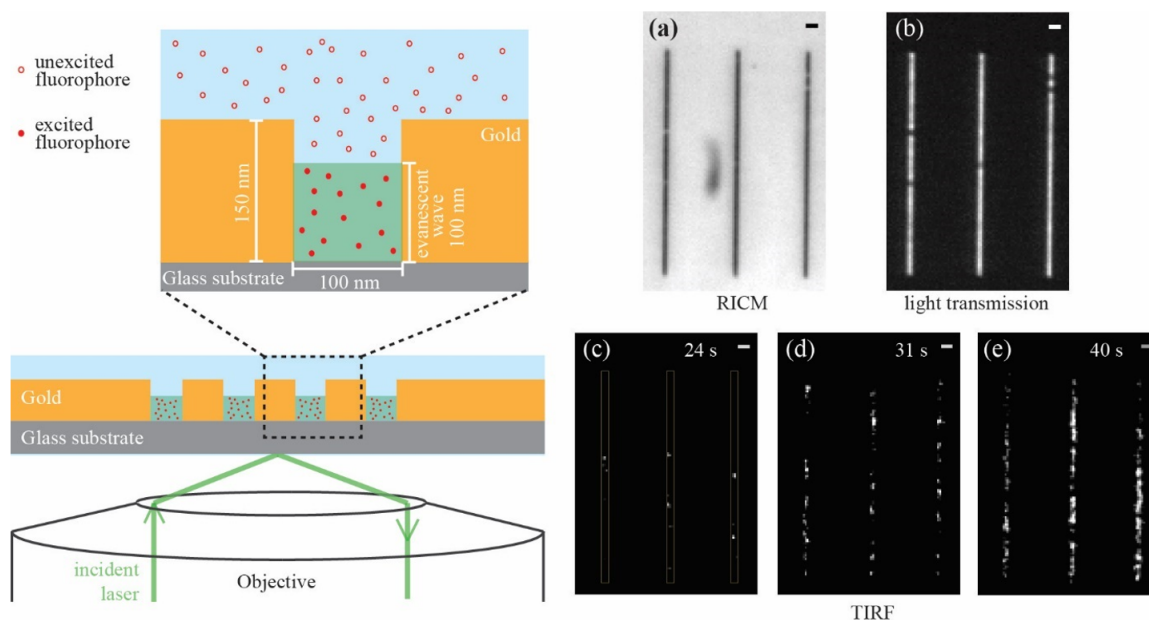 unexcited
fluorophore
excited
fluorophore
Gold
150 nm
evanescent
wave
100 nm
100 nm
Glass substrate
Gold
Glass substrate
incident
laser
Objective
(a)
RICM
(b)
light transmission
(c)
24 s
(d)
31 s
(e)
40 s
TIRF